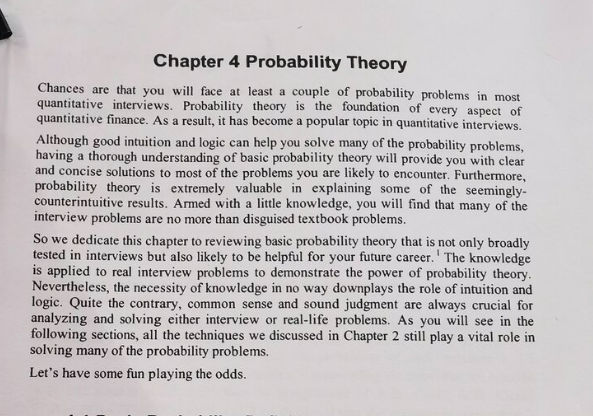 Chapter 4 Probability Theory
Chances are that you will face at least a couple of probability problems in most
quantitative interviews. Probability theory is the foundation of every aspect of
quantitative finance. As a result, it has become a popular topic in quantitative interviews.
Although good intuition and logic can help you solve many of the probability problems,
having a thorough understanding of basic probability theory will provide you with clear
and concise solutions to most of the problems you are likely to encounter. Furthermore,
probability theory is extremely valuable in explaining some of the seemingly-
counterintuitive results. Armed with a little knowledge, you will find that many of the
interview problems are no more than disguised textbook problems.
So we dedicate this chapter to reviewing basic probability theory that is not only broadly
tested in interviews but also likely to be helpful for your future career.¹ The knowledge
is applied to real interview problems to demonstrate the power of probability theory.
Nevertheless, the necessity of knowledge in no way downplays the role of intuition and
logic. Quite the contrary, common sense and sound judgment are always crucial for
analyzing and solving either interview or real-life problems. As you will see in the
following sections, all the techniques we discussed in Chapter 2 still play a vital role in
solving many of the probability problems.
Let's have some fun playing the odds.